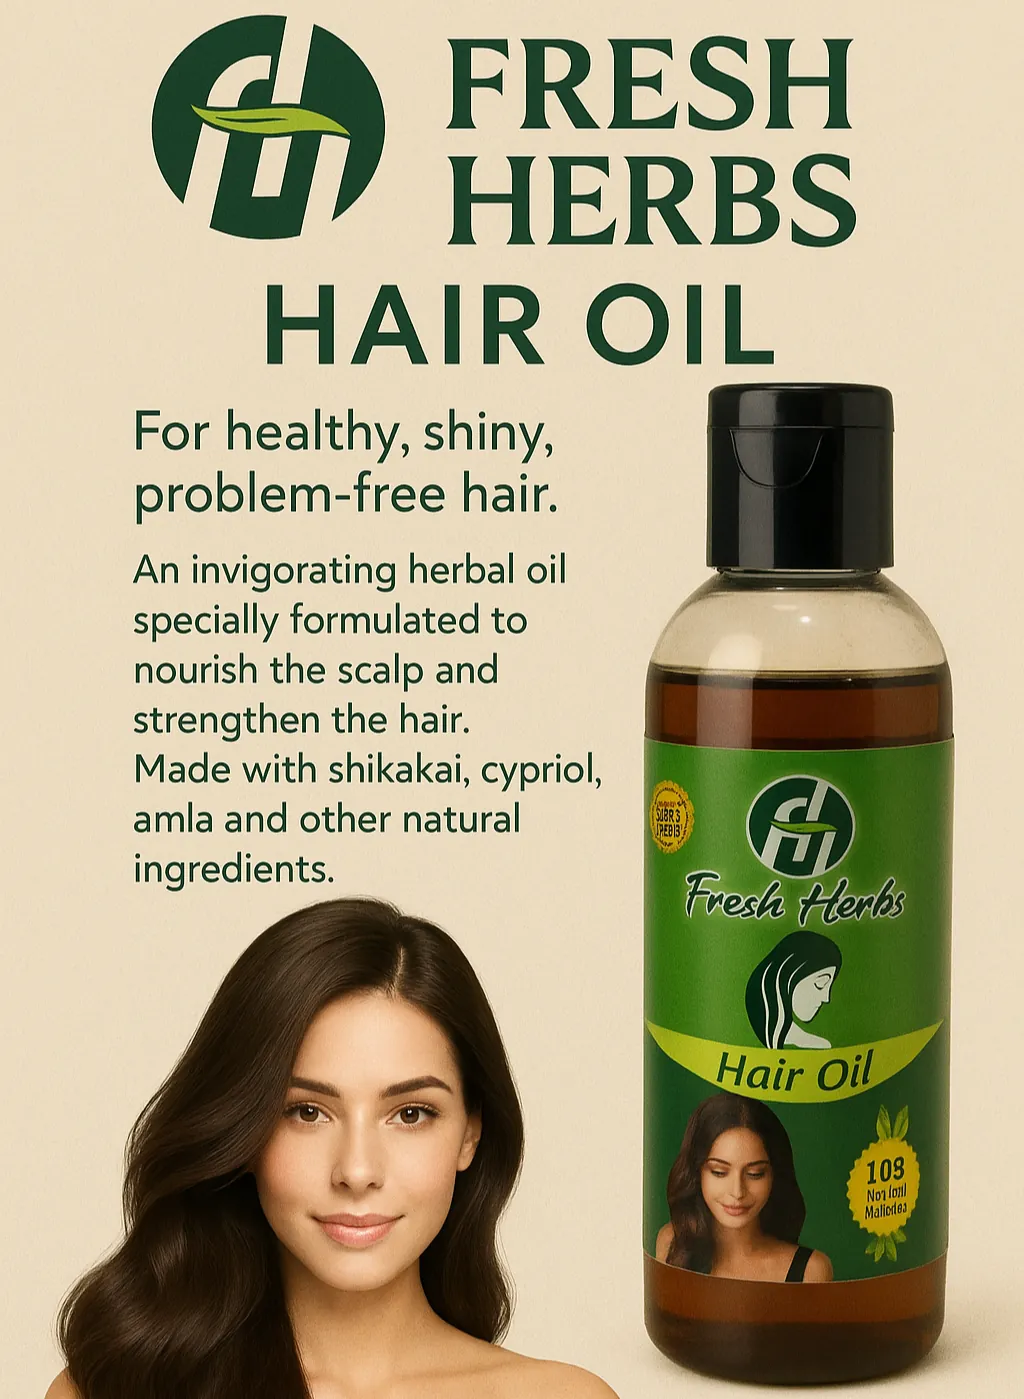 FRESH
HERBS
HAIR OIL
For healthy, shiny,
problem-free hair.
An invigorating herbal oil
specially formulated to
nourish the scalp and
strengthen the hair.
Made with shikakai, cypriol,
amla and other natural
ingredients.
Fresh Herbs
Hair Oil
108